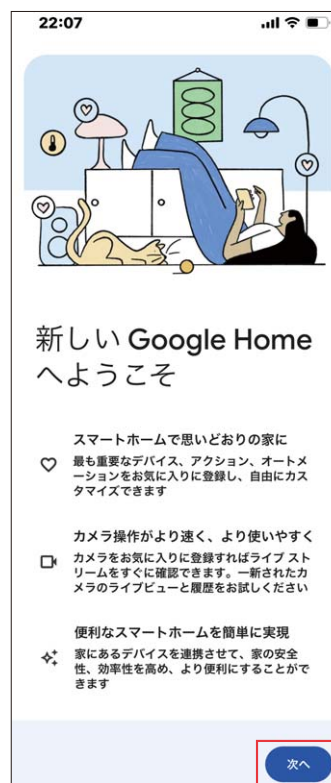 22:07
新しい Google Home
へようこそ
スマートホームで思いどおりの家に
最も重要なデバイス、アクション、オートメ
ーションをお気に入りに登録し、自由にカス
タマイズできます
カメラ操作がより速く、より使いやすく
カメラをお気に入りに登録すればライブ スト
リームをすぐに確認できます。一新されたカ
メラのライブビューと履歴をお試しください
便利なスマートホームを簡単に実現
家にあるデバイスを連携させて、家の安全
性、効率性を高め、より便利にすることがで
きます
次へ